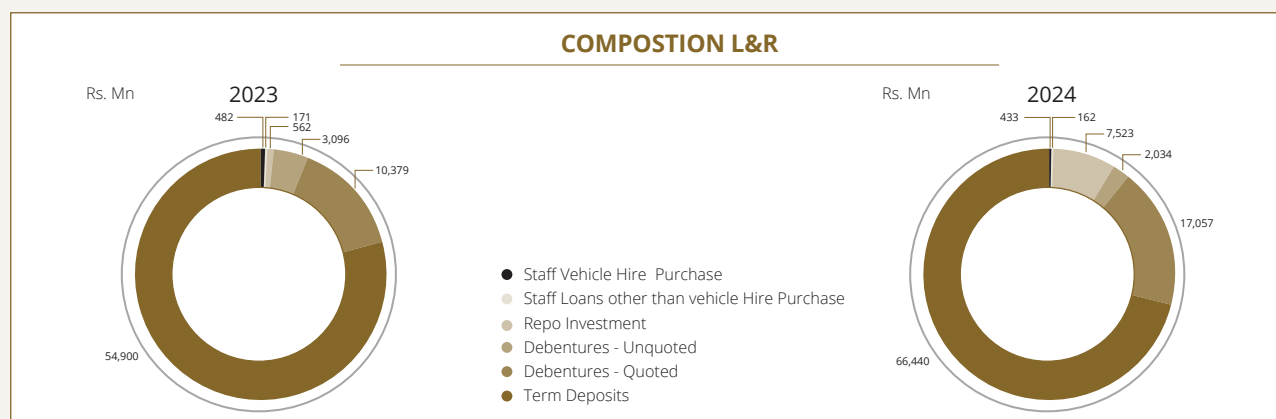 COMPOSTION L&R
Rs. Mn
2023
482
171
562
3,096
10,379
54,900
Staff Vehicle Hire Purchase
Staff Loans other than vehicle Hire Purchase
Repo Investment
Debentures - Unquoted
Debentures - Quoted
Term Deposits
Rs. Mn
2024
433
162
7,523
2,034
17,057
66,440